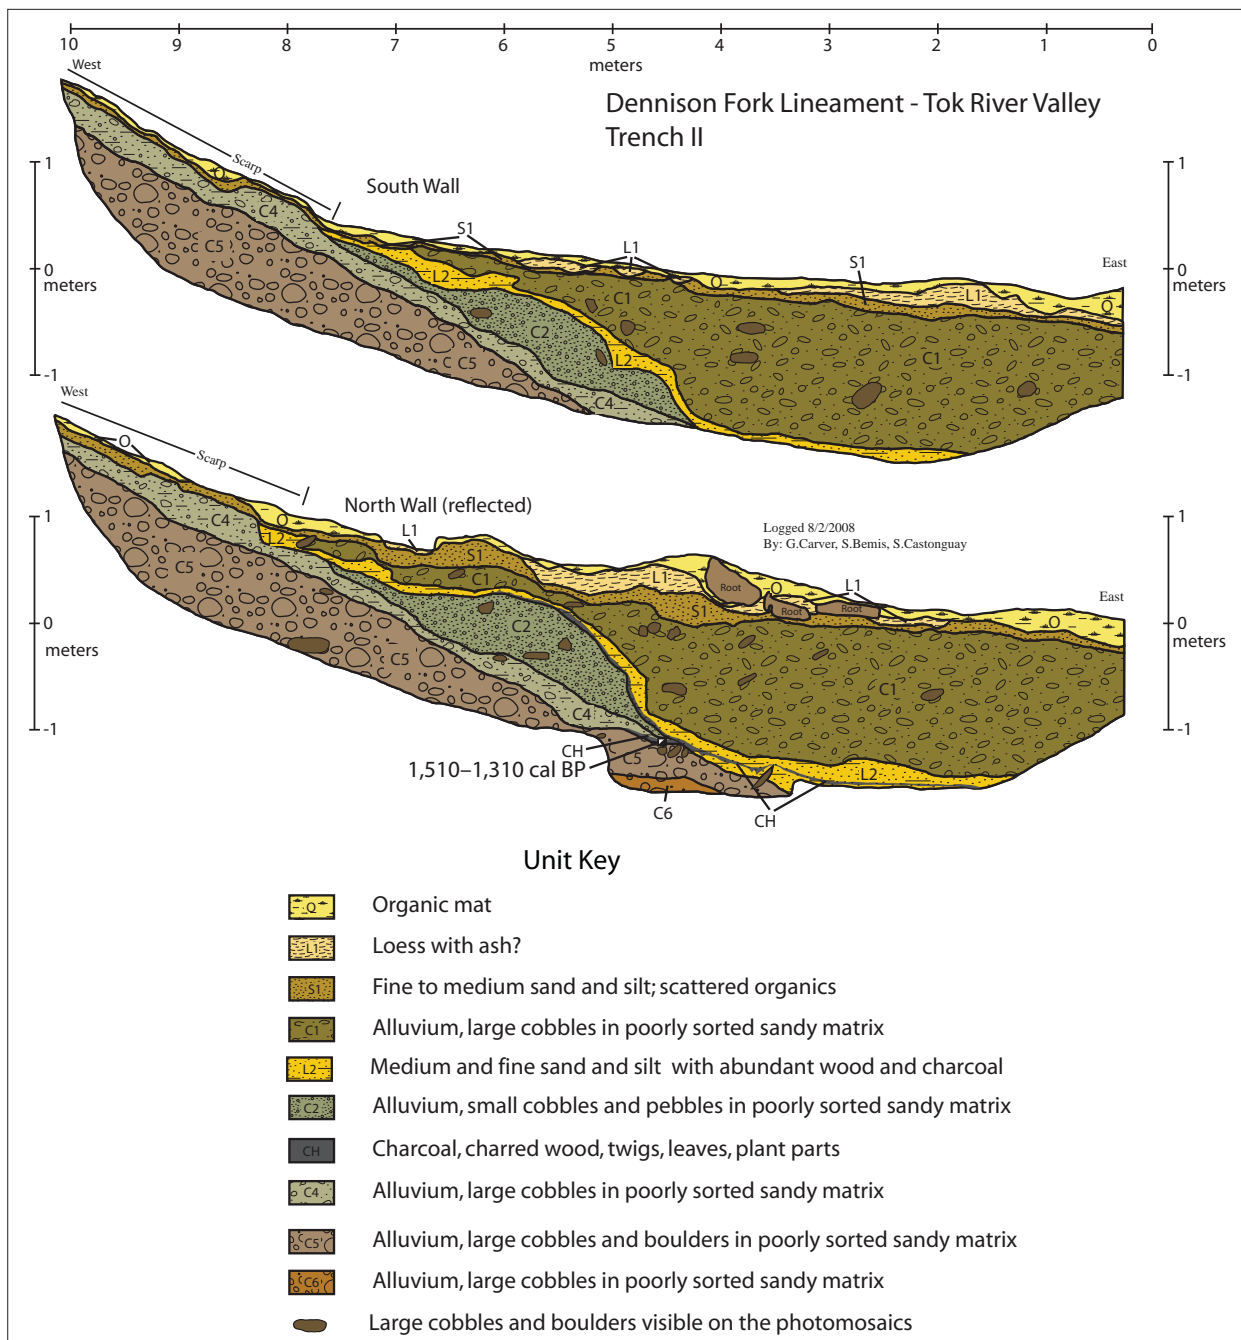 10 9 8 7 6 5 4 3 2 1 0
meters
West
Dennison Fork Lineament - Tok River Valley
Trench II
Scarp
South Wall
1
0
meters
-1
1
0
meters
-1
O
C4
C5
S1
L1
S1
East
L2
C1
O
L1
O
C2
L2
C1
C5
C4
West
O
Scarp
North Wall (reflected)
L1
Logged 8/2/2008
By: G.Carver, S.Bemis, S.Castonguay
1
0
meters
-1
1
0
meters
-1
C4
O
L2
S1
L1
Root
O
L1
East
C5
C1
S1
Root
Root
O
C2
C5
C1
C4
CH
C5
L2
1,510–1,310 cal BP
C6
CH
Unit Key
O Organic mat
L1 Loess with ash?
S1 Fine to medium sand and silt; scattered organics
C1 Alluvium, large cobbles in poorly sorted sandy matrix
L2 Medium and fine sand and silt with abundant wood and charcoal
C2 Alluvium, small cobbles and pebbles in poorly sorted sandy matrix
CH Charcoal, charred wood, twigs, leaves, plant parts
C4 Alluvium, large cobbles in poorly sorted sandy matrix
C5 Alluvium, large cobbles and boulders in poorly sorted sandy matrix
C6 Alluvium, large cobbles in poorly sorted sandy matrix
Large cobbles and boulders visible on the photomosaics